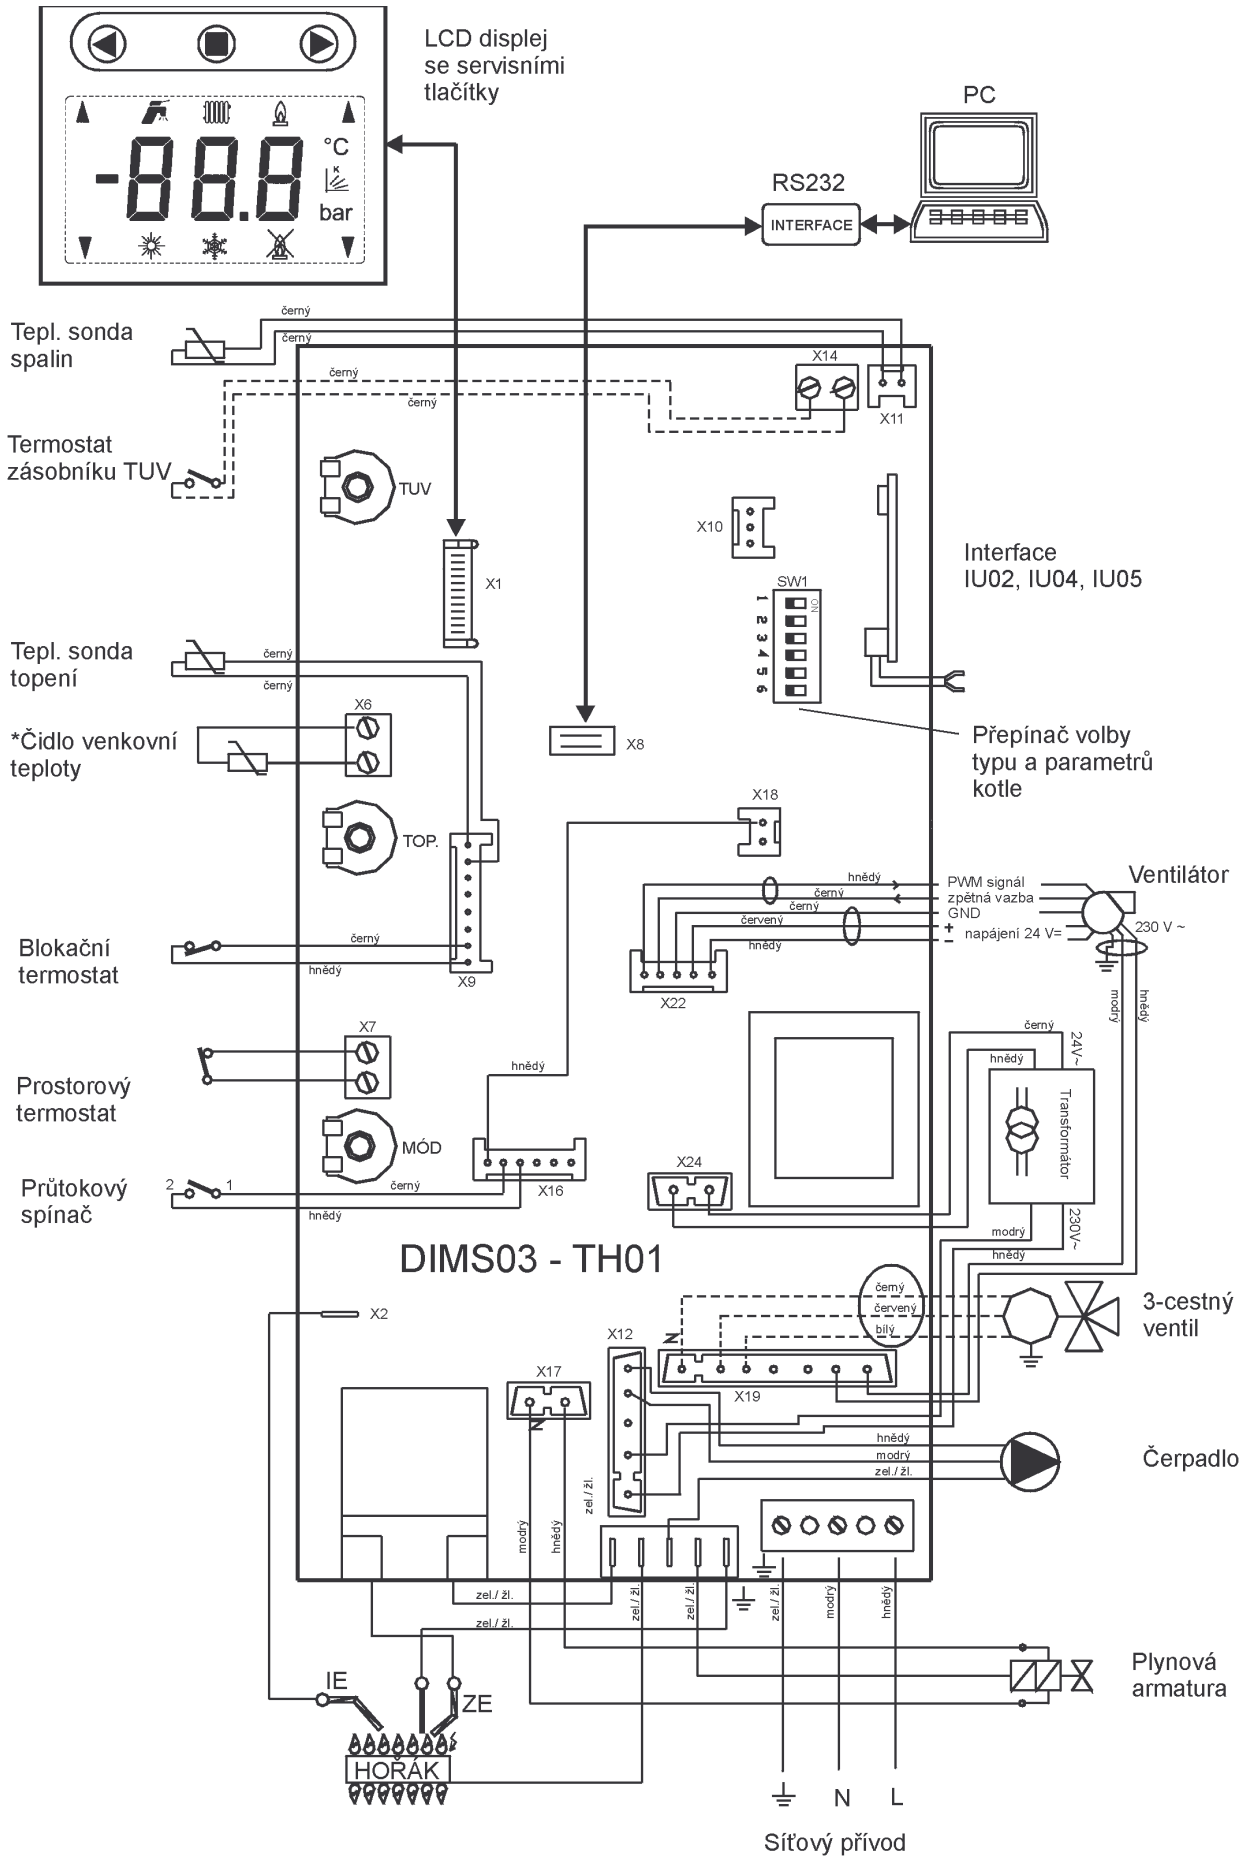 LCD displej
se servisními
tlačítky
-88.8
°C
K
bar
PC
RS232
INTERFACE
Tepl. sonda
spalin
černý
černý
X14
X11
černý
černý
Termostat
zásobníku TUV
TUV
X1
X10
SW1
ON
1
2
3
4
5
6
Interface
IU02, IU04, IU05
Tepl. sonda
topení
černý
černý
X6
*Čidlo venkovní
teploty
X8
Přepínač volby
typu a parametrů
kotle
TOP.
X18
Ventilátor
hnědý
PWM signál
černý
zpětná vazba
černý
GND
červený
+
napájení 24 V=
-
hnědý
230 V ~
X22
Blokační
termostat
černý
hnědý
X9
modrý
hnědý
X7
Prostorový
termostat
hnědý
černý
hnědý
24V~
Transformátor
230V~
MÓD
X16
X24
Průtokový
spínač
2
1
černý
hnědý
modrý
hnědý
DIMS03 - TH01
černý
červený
bílý
3-cestný
ventil
X2
X12
N
X19
X17
N
hnědý
modrý
zel./ žl.
Čerpadlo
zel./ žl.
modrý
hnědý
zel./ žl.
zel./ žl.
zel./ žl.
zel./ žl.
zel./ žl.
modrý
hnědý
IE
ZE
HOŘÁK
Plynová
armatura
N
L
Síťový přívod